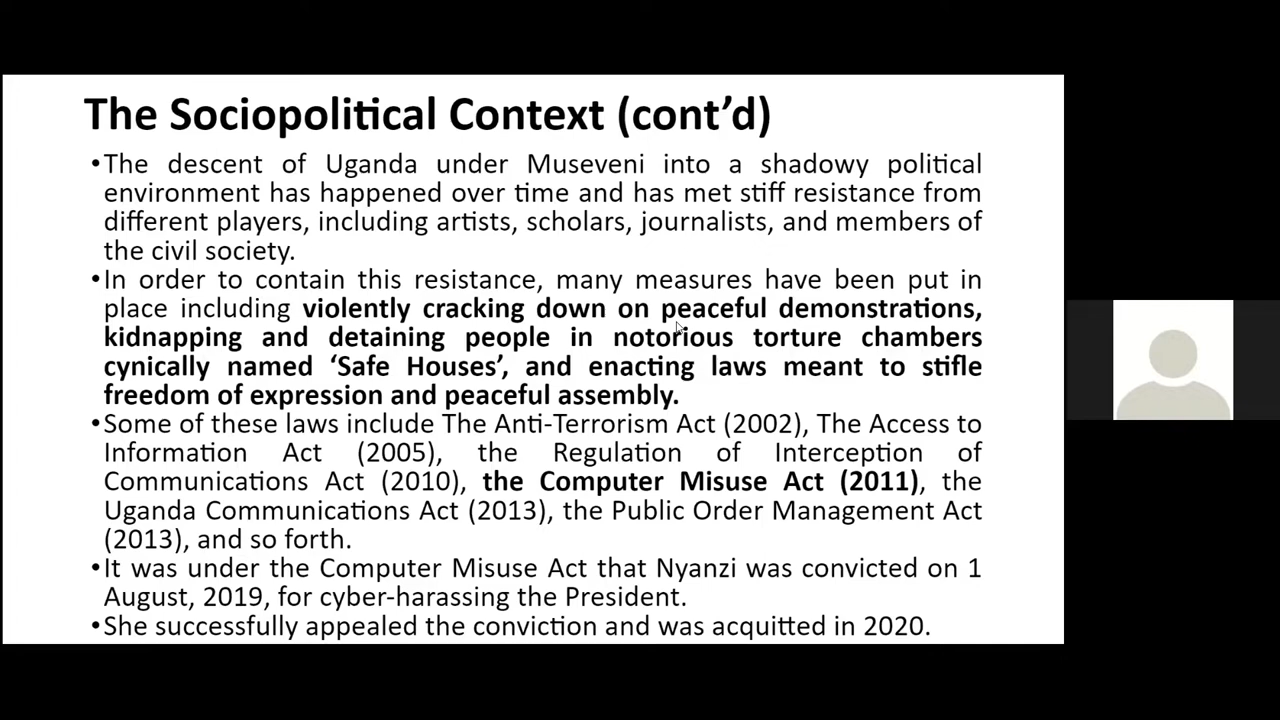 The Sociopolitical Context (cont’d)
•The descent of Uganda under Museveni into a shadowy political
environment has happened over time and has met stiff resistance from
different players, including artists, scholars, journalists, and members of
the civil society.
•In order to contain this resistance, many measures have been put in
place including violently cracking down on peaceful demonstrations,
kidnapping and detaining people in notorious torture chambers
cynically named ‘Safe Houses’, and enacting laws meant to stifle
freedom of expression and peaceful assembly.
•Some of these laws include The Anti-Terrorism Act (2002), The Access to
Information Act (2005), the Regulation of Interception of
Communications Act (2010), the Computer Misuse Act (2011), the
Uganda Communications Act (2013), the Public Order Management Act
(2013), and so forth.
•It was under the Computer Misuse Act that Nyanzi was convicted on 1
August, 2019, for cyber-harassing the President.
•She successfully appealed the conviction and was acquitted in 2020.